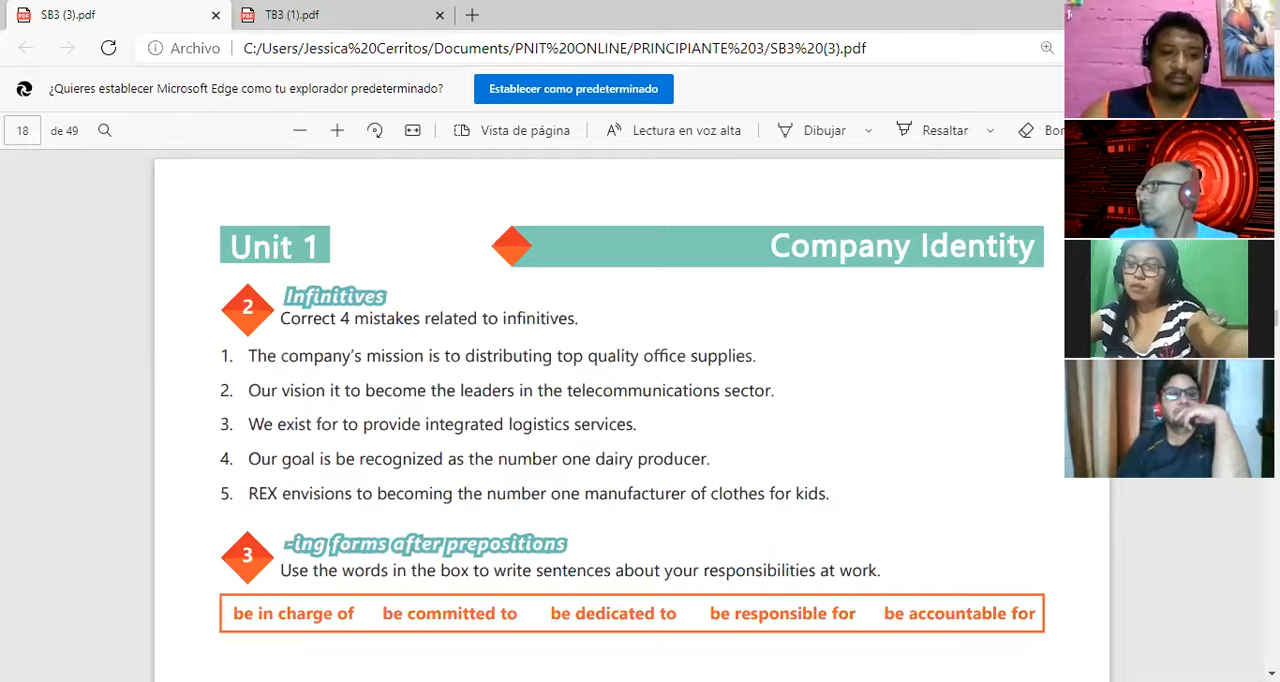 SB3 (3).pdf
TB3 (1).pdf
Archivo
C:/Users/Jessica%20Cerritos/Documents/PNIT%20ONLINE/PRINCIPIANTE%203/SB3%20(3).pdf
¿Quieres establecer Microsoft Edge como tu explorador predeterminado?
Establecer como predeterminado
18
de 49
Vista de página
Lectura en voz alta
Dibujar
Resaltar
Bor
Unit 1
Company Identity
2
Infinitives
Correct 4 mistakes related to infinitives.
1. The company's mission is to distributing top quality office supplies.
2. Our vision it to become the leaders in the telecommunications sector.
3. We exist for to provide integrated logistics services.
4. Our goal is be recognized as the number one dairy producer.
5. REX envisions to becoming the number one manufacturer of clothes for kids.
3
-ing forms after prepositions
Use the words in the box to write sentences about your responsibilities at work.
be in charge of be committed to be dedicated to be responsible for be accountable for